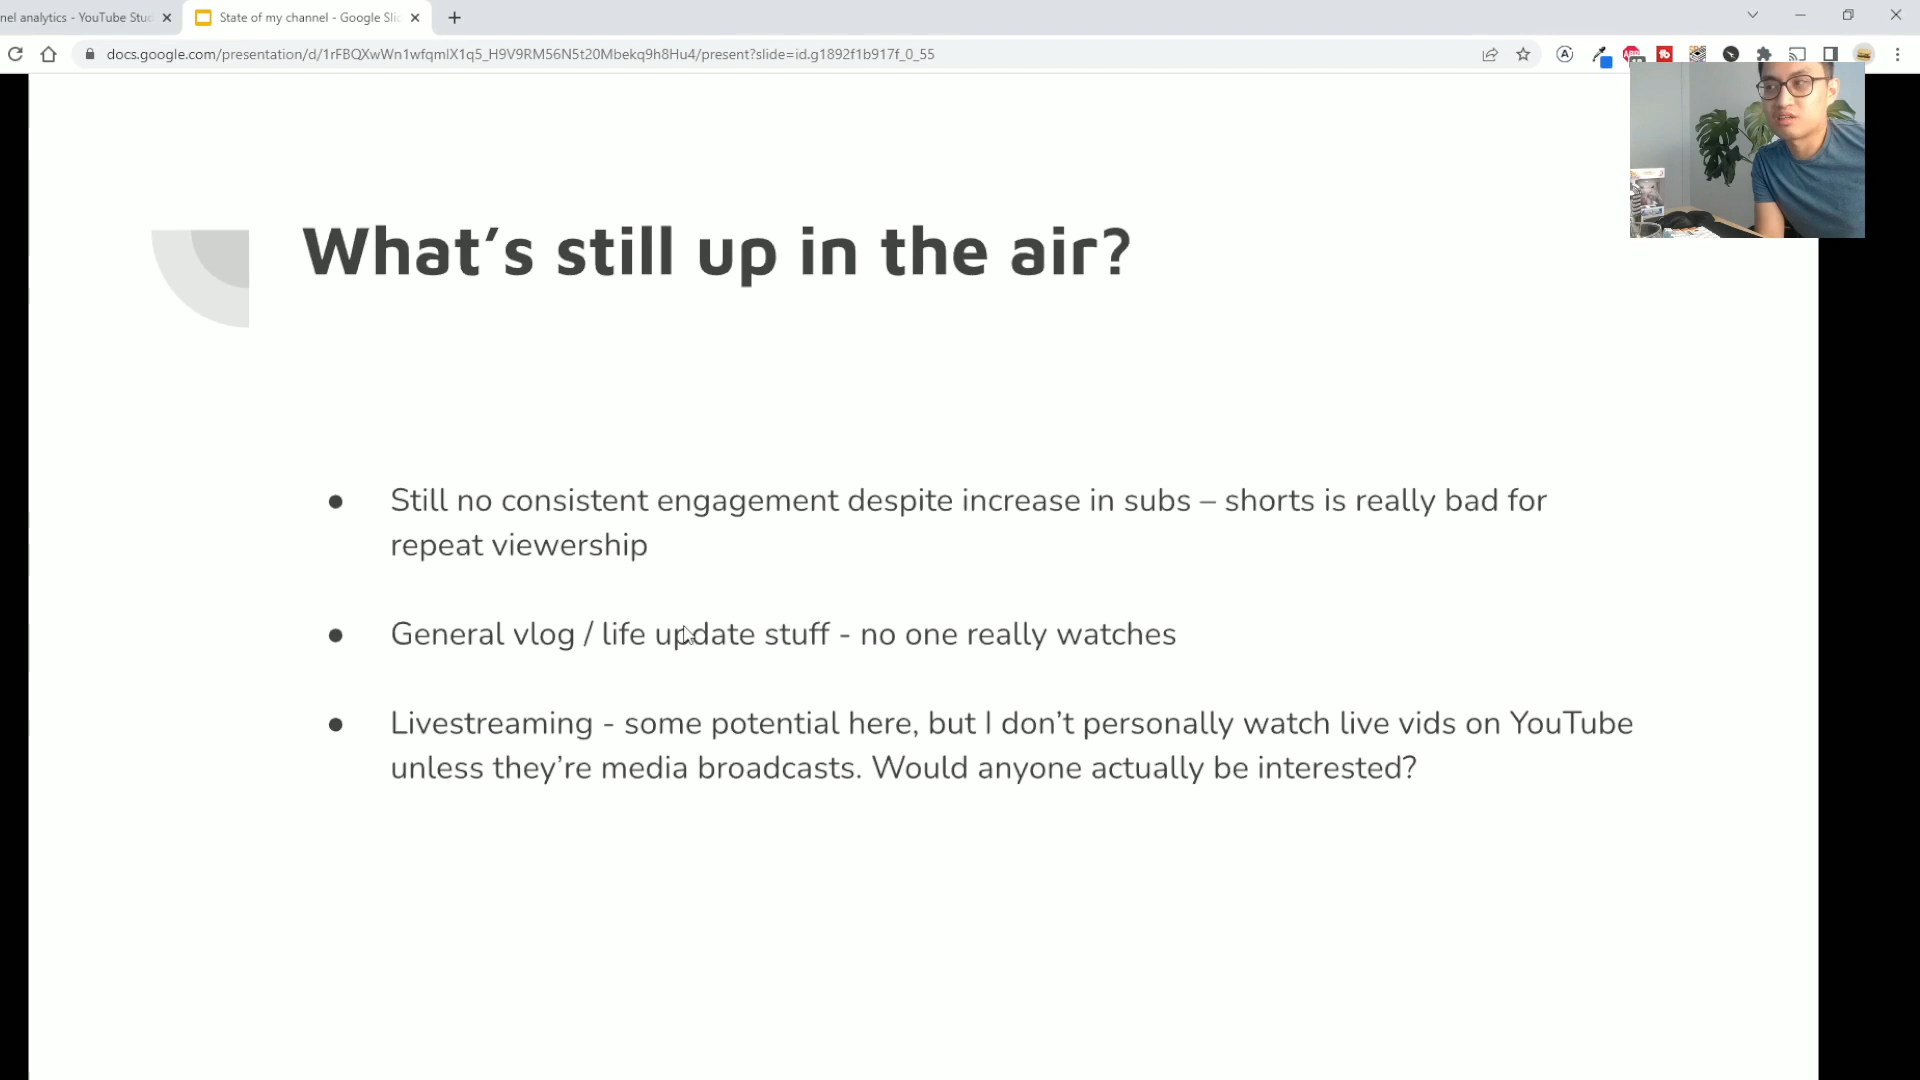 nel analytics - YouTube Stud
State of my channel - Google Slid
docs.google.com/presentation/d/1rFBQXwWn1wfqmlX1q5_H9V9RM56N5t20Mbekq9h8Hu4/present?slide=id.g1892f1b917f_0_55
What's still up in the air?
● Still no consistent engagement despite increase in subs – shorts is really bad for
repeat viewership
● General vlog / life update stuff - no one really watches
● Livestreaming - some potential here, but I don't personally watch live vids on YouTube
unless they're media broadcasts. Would anyone actually be interested?